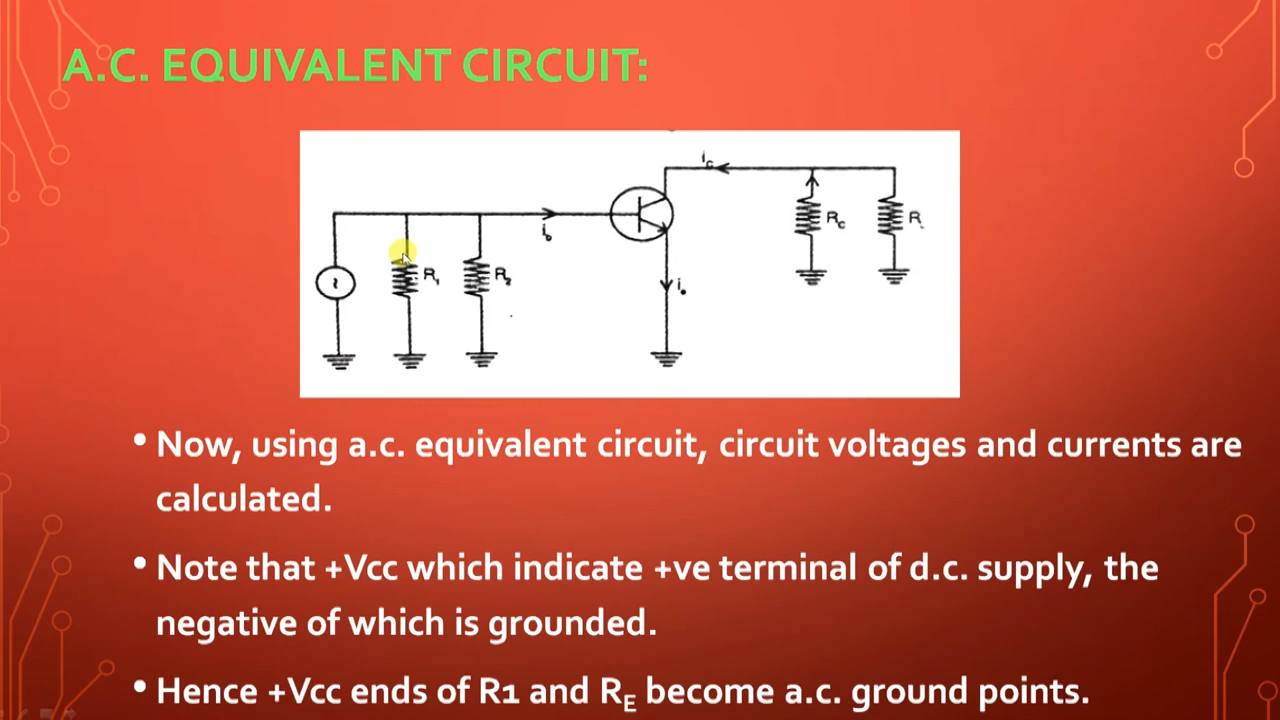 A.C. EQUIVALENT CIRCUIT:
ic
R1 R2 ib Rc R
i
• Now, using a.c. equivalent circuit, circuit voltages and currents are
calculated.
• Note that +Vcc which indicate +ve terminal of d.c. supply, the
negative of which is grounded.
• Hence +Vcc ends of R1 and RE become a.c. ground points.